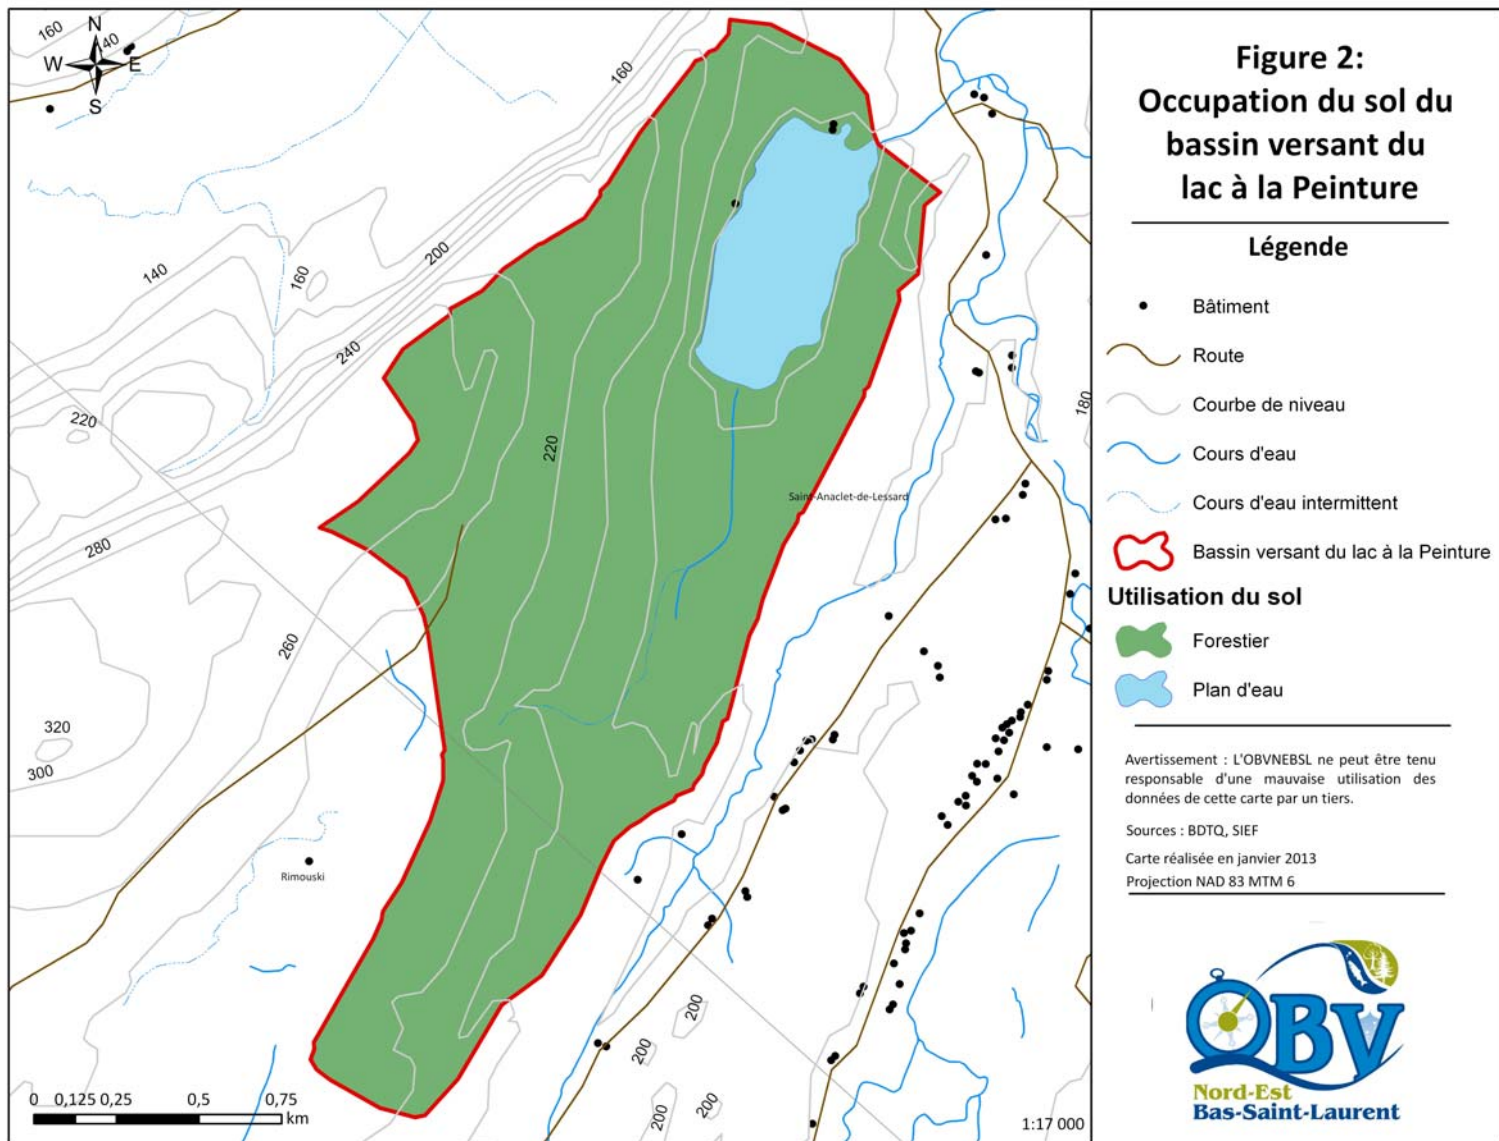 Figure 2:
Occupation du sol du
bassin versant du
lac à la Peinture
Légende
Bâtiment
Route
Courbe de niveau
Cours d'eau
Cours d'eau intermittent
Bassin versant du lac à la Peinture
Utilisation du sol
Forestier
Plan d'eau
Avertissement : L'OBVNEBSL ne peut être tenu
responsable d'une mauvaise utilisation des
données de cette carte par un tiers.
Sources : BDTQ, SIEF
Carte réalisée en janvier 2013
Projection NAD 83 MTM 6
OBV
Nord-Est
Bas-Saint-Laurent
N
W E
S
160
140
160
200
140
160
240
220
180
220
Saint-Anaclet-de-Lessard
280
260
320
300
Rimouski
200
200
200
200
0 0,125 0,25 0,5 0,75
km
1:17 000